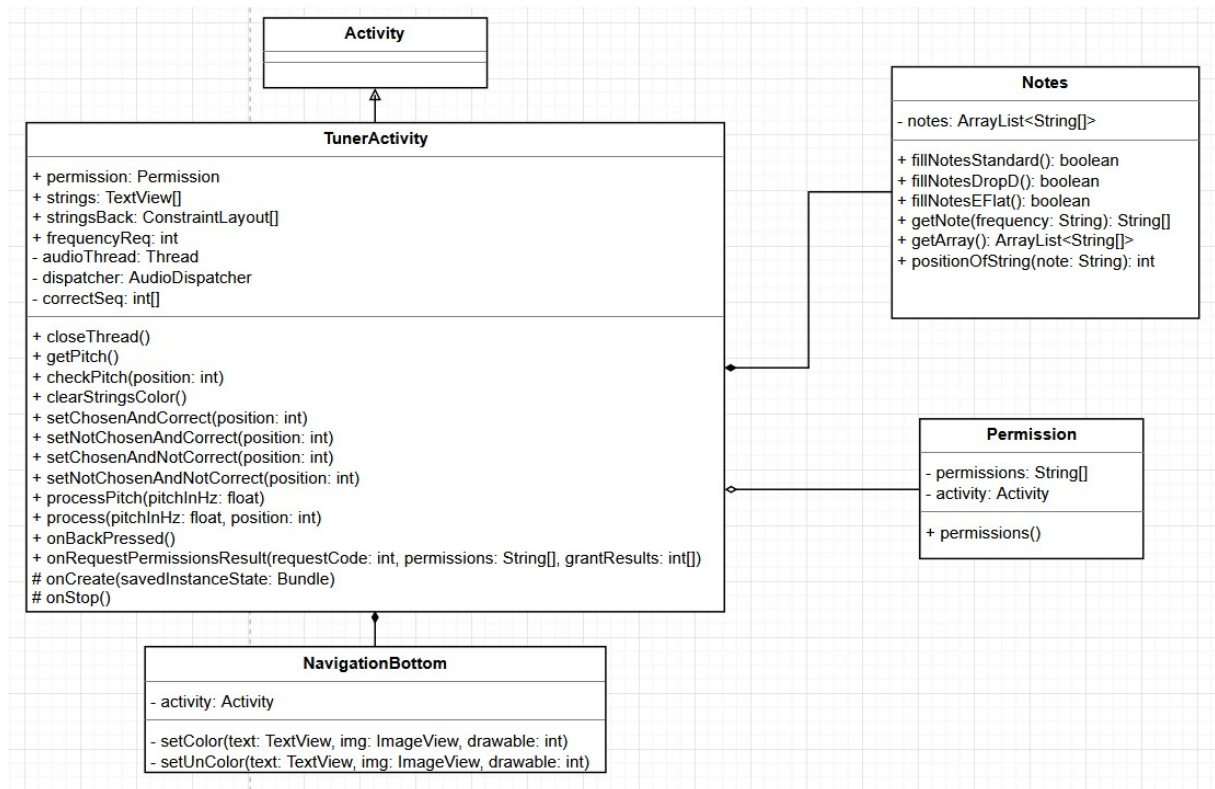 Activity
TunerActivity
+ permission: Permission
+ strings: TextView[]
+ stringsBack: ConstraintLayout[]
+ frequencyReq: int
- audioThread: Thread
- dispatcher: AudioDispatcher
- correctSeq: int[]
+ closeThread()
+ getPitch()
+ checkPitch(position: int)
+ clearStringsColor()
+ setChosenAndCorrect(position: int)
+ setNotChosenAndCorrect(position: int)
+ setChosenAndNotCorrect(position: int)
+ setNotChosenAndNotCorrect(position: int)
+ processPitch(pitchInHz: float)
+ process(pitchInHz: float, position: int)
+ onBackPressed()
+ onRequestPermissionsResult(requestCode: int, permissions: String[], grantResults: int[])
# onCreate(savedInstanceState: Bundle)
# onStop()
Notes
- notes: ArrayList<String[]>
+ fillNotesStandard(): boolean
+ fillNotesDropD(): boolean
+ fillNotesEFlat(): boolean
+ getNote(frequency: String): String[]
+ getArray(): ArrayList<String[]>
+ positionOfString(note: String): int
Permission
- permissions: String[]
- activity: Activity
+ permissions()
NavigationBottom
- activity: Activity
- setColor(text: TextView, img: ImageView, drawable: int)
- setUnColor(text: TextView, img: ImageView, drawable: int)